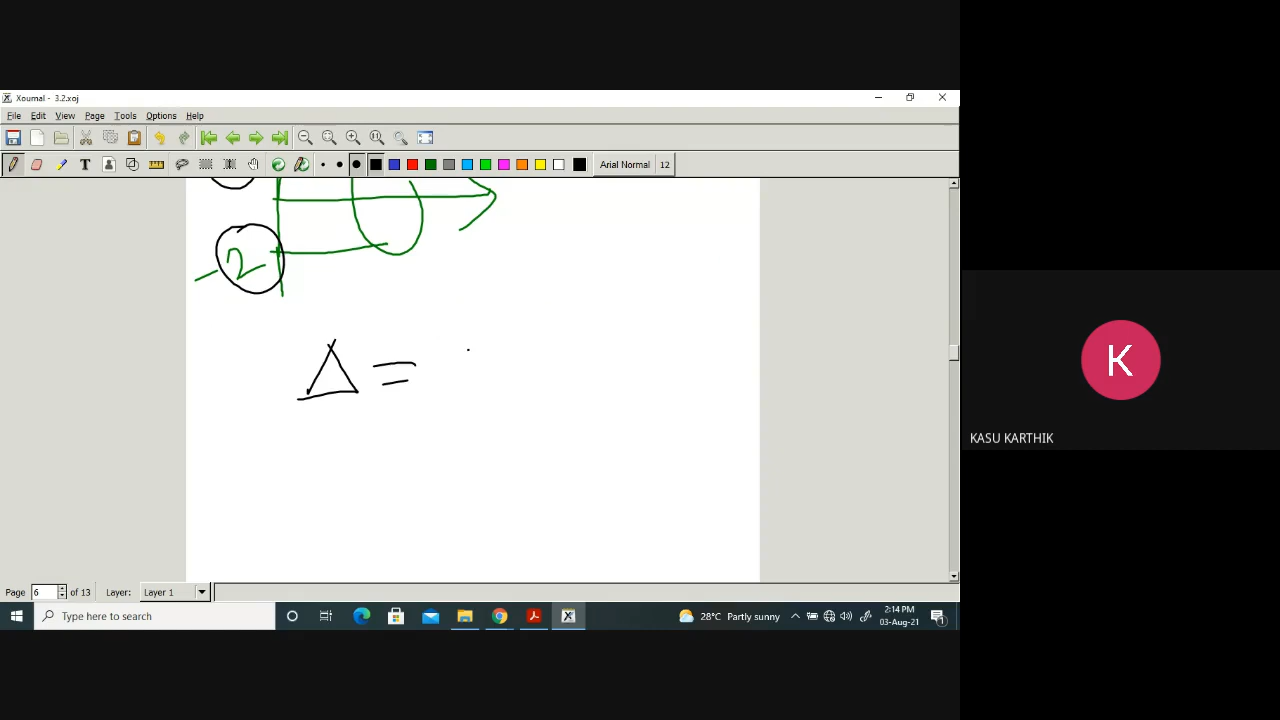 Xournal - 3.2.xoj
File Edit View Page Tools Options Help
T Arial Normal 12
-2
Δ =
K
KASU KARTHIK
Page 6 of 13 Layer: Layer 1
Type here to search 28°C Partly sunny 2:14 PM
03-Aug-21 1